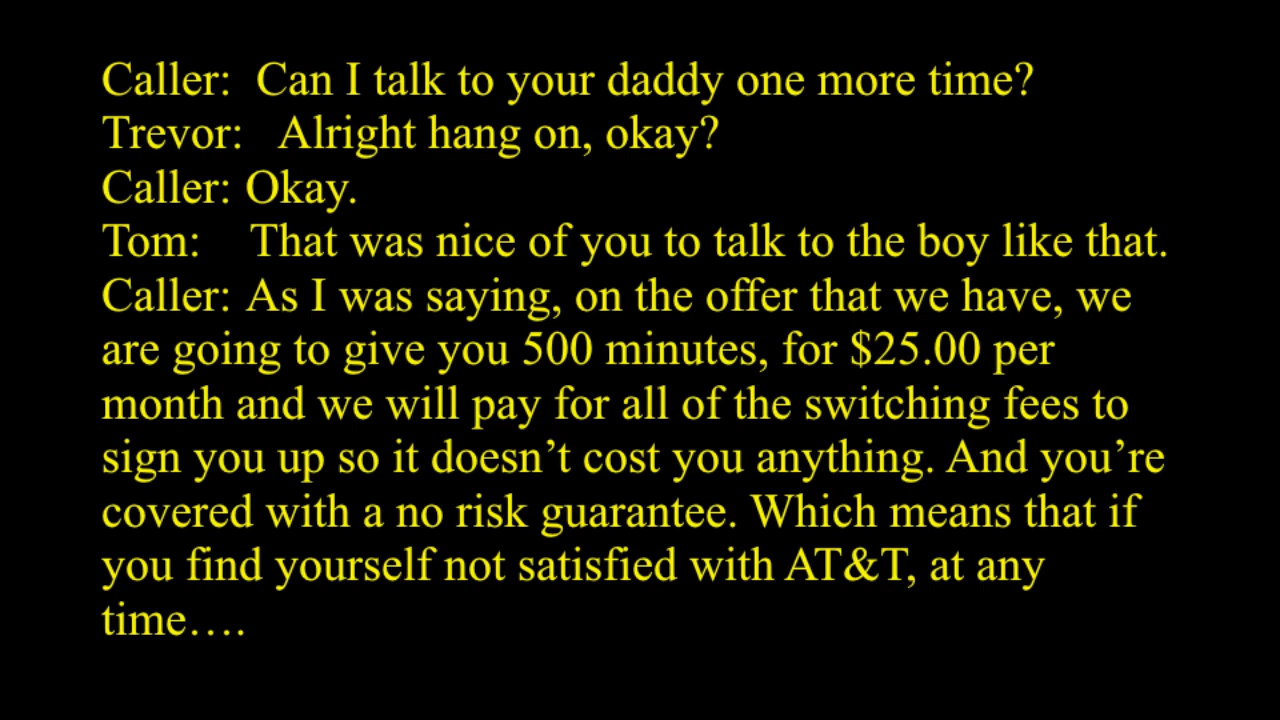 Caller:  Can I talk to your daddy one more time?
Trevor:   Alright hang on, okay?
Caller: Okay.
Tom:    That was nice of you to talk to the boy like that.
Caller: As I was saying, on the offer that we have, we
are going to give you 500 minutes, for $25.00 per
month and we will pay for all of the switching fees to
sign you up so it doesn’t cost you anything. And you’re
covered with a no risk guarantee. Which means that if
you find yourself not satisfied with AT&T, at any
time….